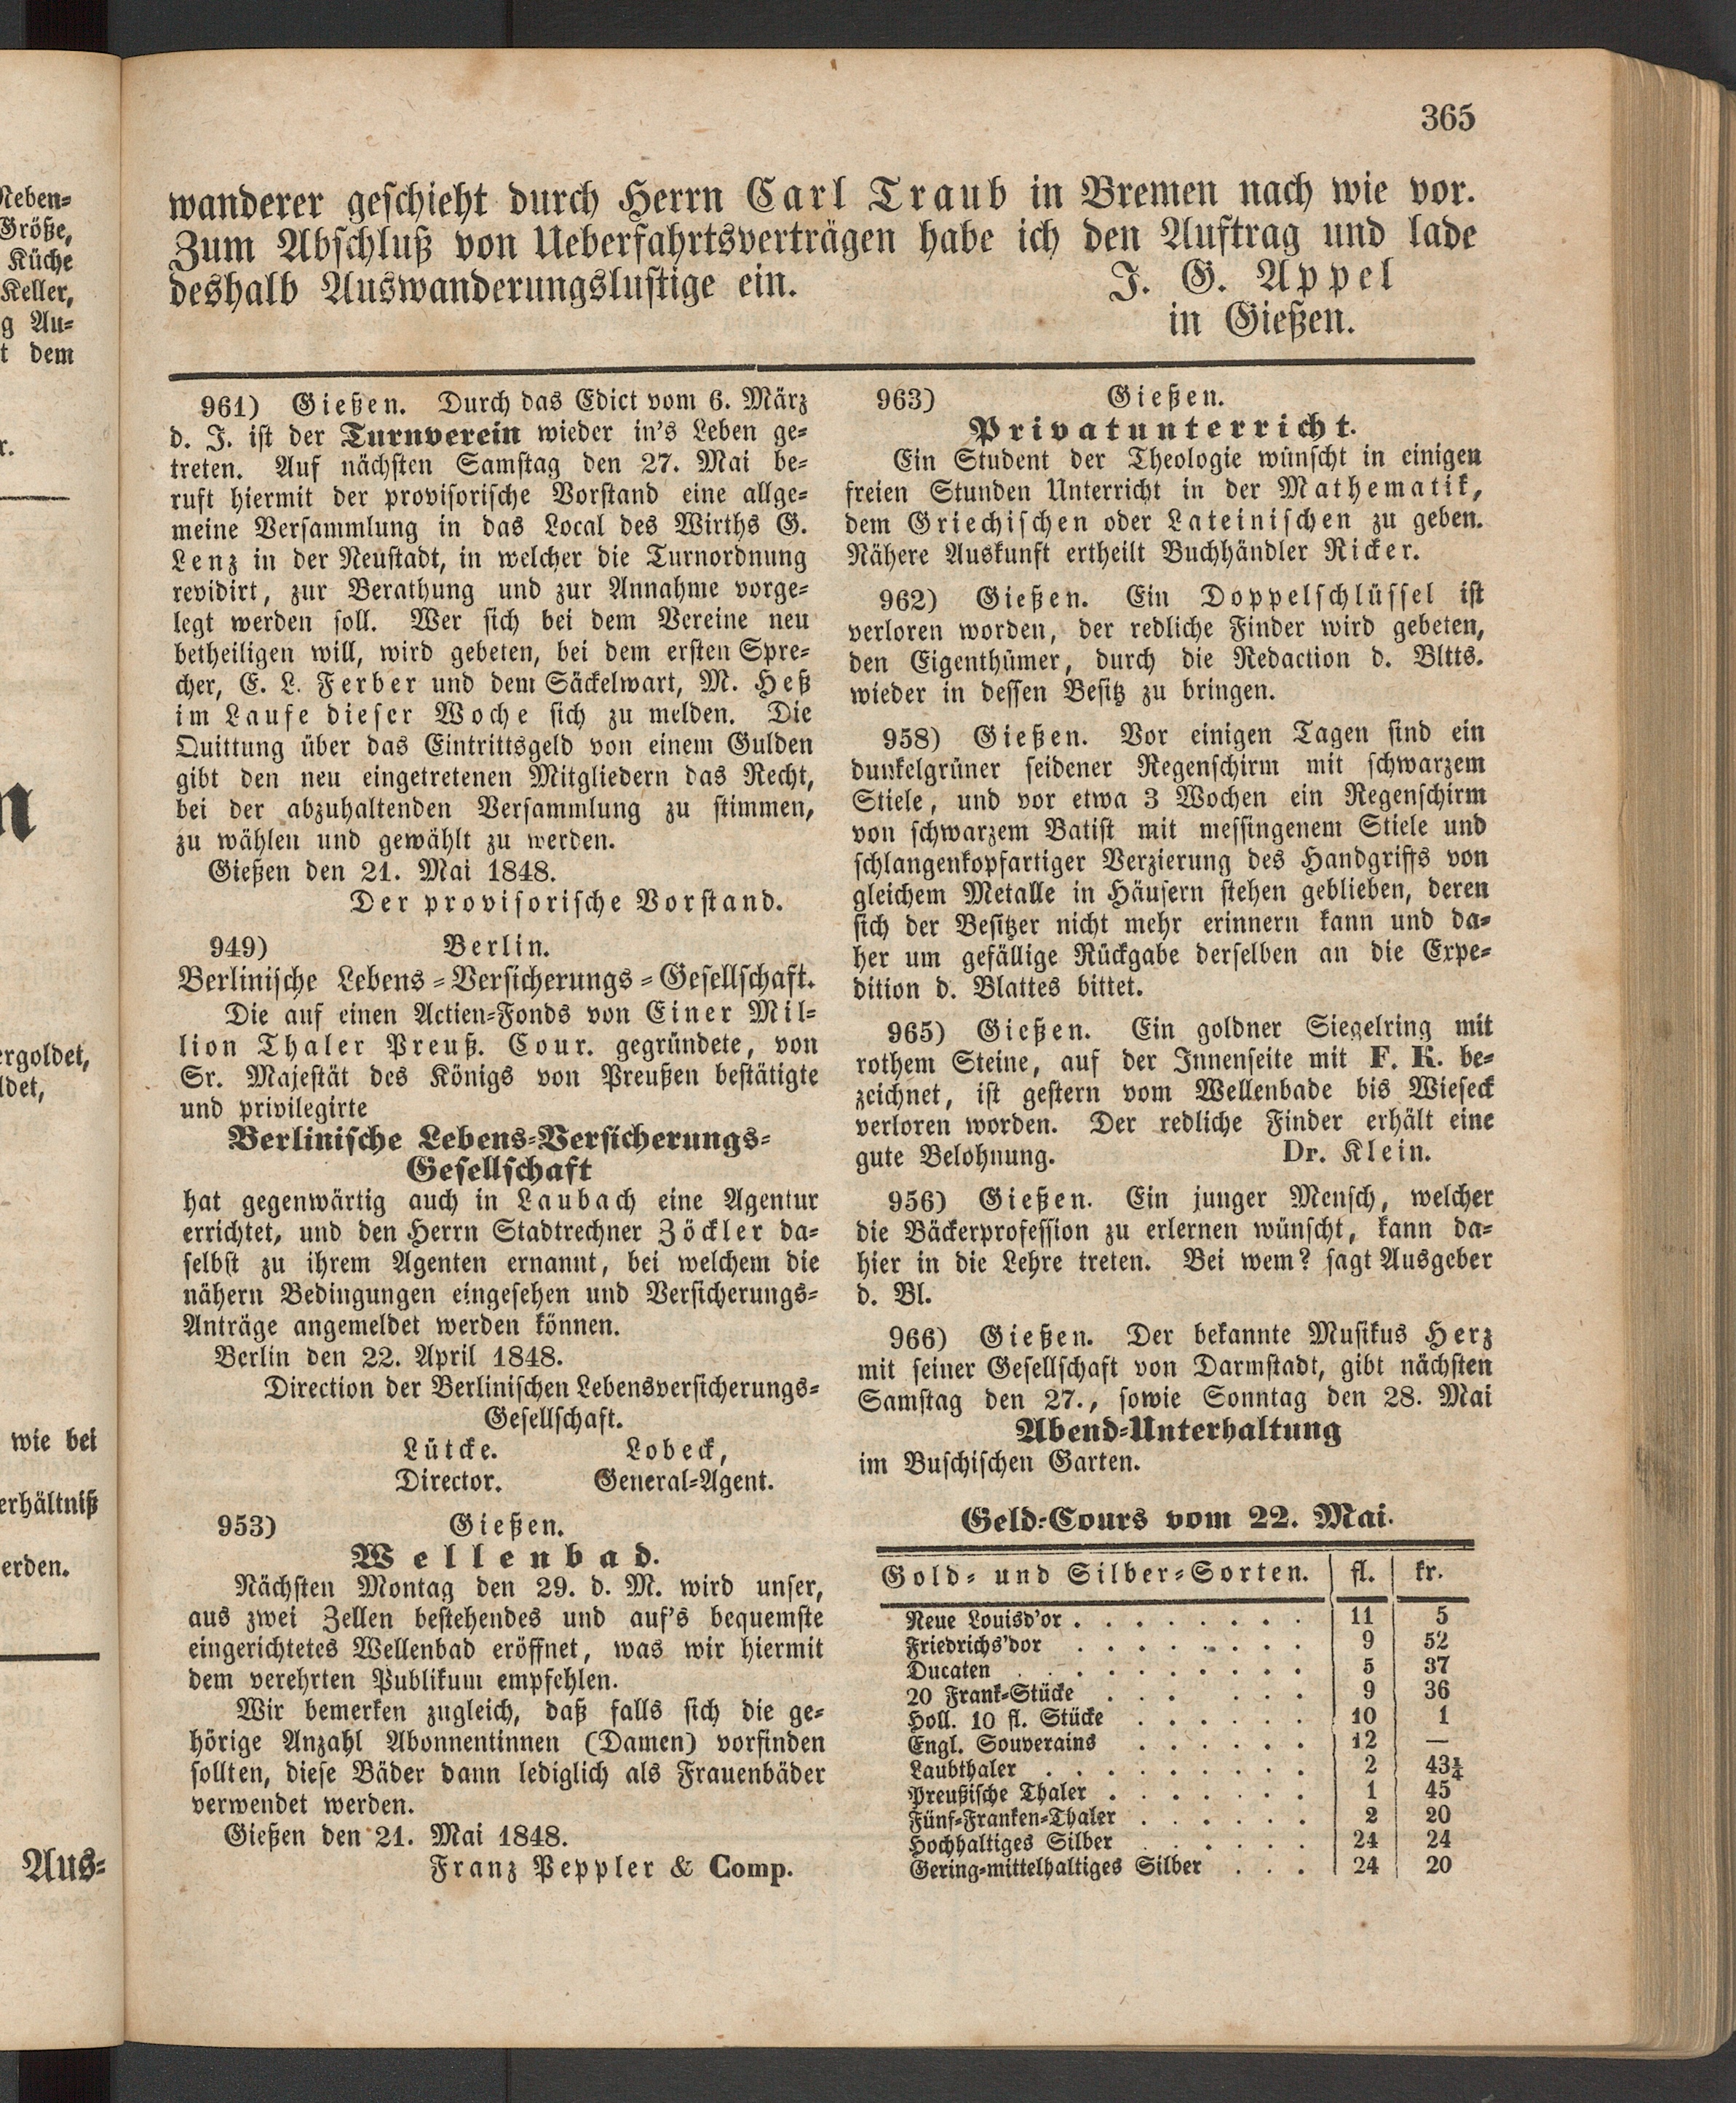 365
wanderer geschieht durch Herrn Carl Traub in Bremen nach wie vor.
Zum Abschluß von Ueberfahrtsverträgen habe ich den Auftrag und lade
deshalb Auswanderungslustige ein.
J. G. Appel
in Gießen.
961) Gießen. Durch das Edict vom 6. März
d. J. ist der Turnverein wieder in's Leben ge-
treten. Auf nächsten Samstag den 27. Mai be-
ruft hiermit der provisorische Vorstand eine allge-
meine Versammlung in das Local des Wirths G.
Lenz in der Neustadt, in welcher die Turnordnung
revidirt, zur Berathung und zur Annahme vorge-
legt werden soll. Wer sich bei dem Vereine neu
betheiligen will, wird gebeten, bei dem ersten Spre-
cher, E. L. Ferber und dem Säckelwart, M. Heß
im Laufe dieser Woche sich zu melden. Die
Quittung über das Eintrittsgeld von einem Gulden
gibt den neu eingetretenen Mitgliedern das Recht,
bei der abzuhaltenden Versammlung zu stimmen,
zu wählen und gewählt zu werden.
Gießen den 21. Mai 1848.
Der provisorische Vorstand.
949) Berlin.
Berlinische Lebens-Versicherungs-Gesellschaft.
Die auf einen Actien-Fonds von Einer Mil-
lion Thaler Preuß. Cour. gegründete, von
Sr. Majestät des Königs von Preußen bestätigte
und privilegirte
Berlinische Lebens-Versicherungs-
Gesellschaft
hat gegenwärtig auch in Laubach eine Agentur
errichtet, und den Herrn Stadtrechner Zöckler da-
selbst zu ihrem Agenten ernannt, bei welchem die
nähern Bedingungen eingesehen und Versicherungs-
Anträge angemeldet werden können.
Berlin den 22. April 1848.
Direction der Berlinischen Lebensversicherungs-
Gesellschaft.
Lütcke. Lobeck,
Director. General-Agent.
953) Gießen.
Wellenbad.
Nächsten Montag den 29. d. M. wird unser,
aus zwei Zellen bestehendes und auf's bequemste
eingerichtetes Wellenbad eröffnet, was wir hiermit
dem verehrten Publikum empfehlen.
Wir bemerken zugleich, daß falls sich die ge-
hörige Anzahl Abonnentinnen (Damen) vorfinden
sollten, diese Bäder dann lediglich als Frauenbäder
verwendet werden.
Gießen den 21. Mai 1848.
Franz Peppler & Comp.
963) Gießen.
Privatunterricht.
Ein Student der Theologie wünscht in einigen
freien Stunden Unterricht in der Mathematik,
dem Griechischen oder Lateinischen zu geben.
Nähere Auskunft ertheilt Buchhändler Ricker.
962) Gießen. Ein Doppelschlüssel ist
verloren worden, der redliche Finder wird gebeten,
den Eigenthümer, durch die Redaction d. Bltts.
wieder in dessen Besitz zu bringen.
958) Gießen. Vor einigen Tagen sind ein
dunkelgrüner seidener Regenschirm mit schwarzem
Stiele, und vor etwa 3 Wochen ein Regenschirm
von schwarzem Batist mit messingenem Stiele und
schlangenkopfartiger Verzierung des Handgriffs von
gleichem Metalle in Häusern stehen geblieben, deren
sich der Besitzer nicht mehr erinnern kann und da-
her um gefällige Rückgabe derselben an die Expe-
dition d. Blattes bittet.
965) Gießen. Ein goldner Siegelring mit
rothem Steine, auf der Innenseite mit F. K. be-
zeichnet, ist gestern vom Wellenbade bis Wieseck
verloren worden. Der redliche Finder erhält eine
gute Belohnung. Dr. Klein.
956) Gießen. Ein junger Mensch, welcher
die Bäckerprofession zu erlernen wünscht, kann da-
hier in die Lehre treten. Bei wem? sagt Ausgeber
d. Bl.
966) Gießen. Der bekannte Musikus Herz
mit seiner Gesellschaft von Darmstadt, gibt nächsten
Samstag den 27., sowie Sonntag den 28. Mai
Abend-Unterhaltung
im Buschischen Garten.
Geld-Cours vom 22. Mai.
Gold- und Silber-Sorten. fl. kr.
Neue Louisd'or . . . . . . . . 11 5
Friedrichs'dor . . . . . . . . 9 52
Ducaten . . . . . . . . . . 5 37
20 Frank-Stücke . . . . . . 9 36
Holl. 10 fl. Stücke . . . . . . 10 1
Engl. Souverains . . . . . . 12 —
Laubthaler . . . . . . . . . 2 43¼
Preußische Thaler . . . . . . . 1 45
Fünf-Franken-Thaler . . . . . . 2 20
Hochhaltiges Silber . . . . . . 24 24
Gering-mittelhaltiges Silber . . . 24 20
Neben-
Größe,
Küche
Keller,
g Au-
t dem
r.
n
ergoldet,
ldet,
wie bei
erhältniß
erden.
Aus-